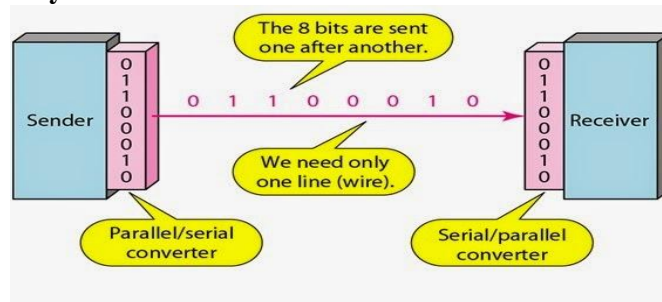 The 8 bits are sent
one after another.
0
1
1
0
0
0
1
0
Sender
0 1 1 0 0 0 1 0
0
1
1
0
0
0
1
0
Receiver
We need only
one line (wire).
Parallel/serial
converter
Serial/parallel
converter